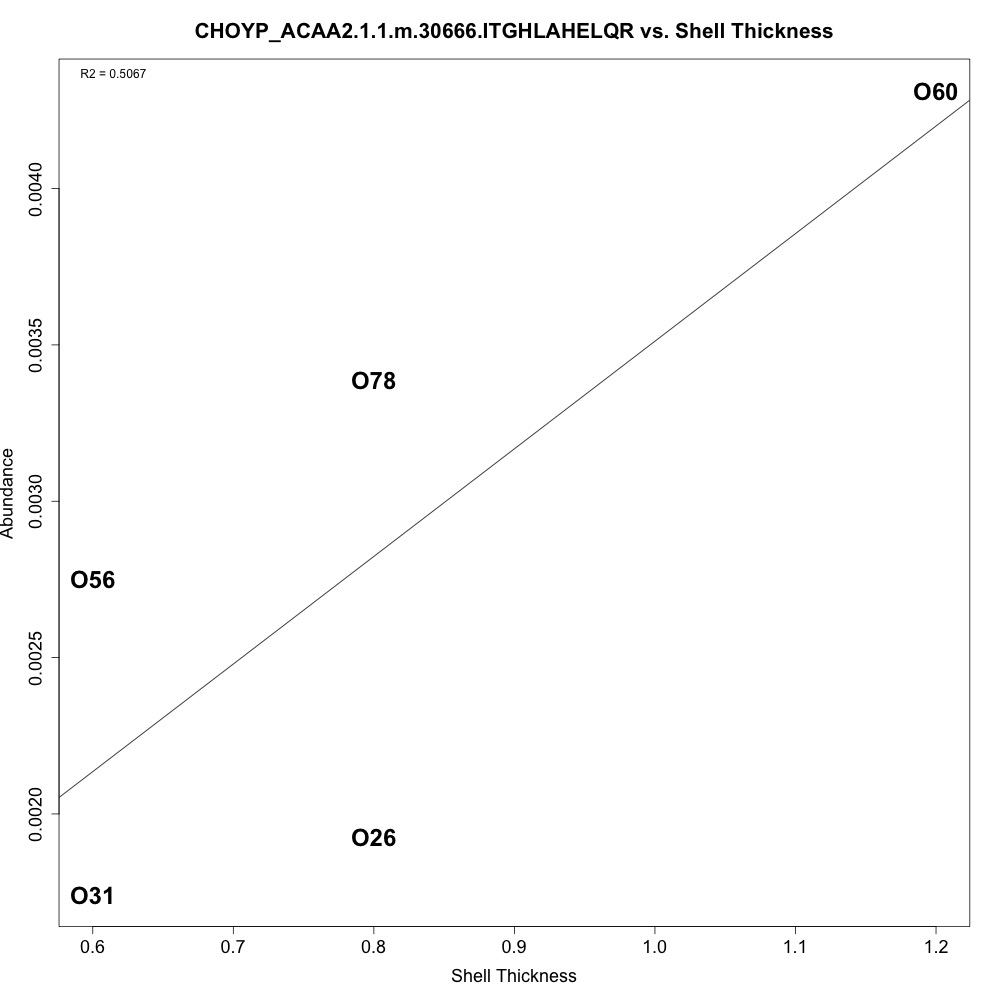 CHOYP_ACAA2.1.1.m.30666.ITGHLAHELQR vs. Shell Thickness
R2 = 0.5067
O60
O78
O56
O26
O31
Abundance
0.0040
0.0035
0.0030
0.0025
0.0020
0.6 0.7 0.8 0.9 1.0 1.1 1.2
Shell Thickness